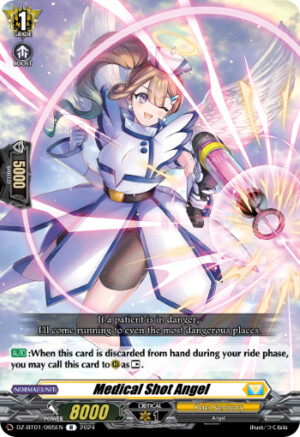 1
GRADE
BOOST
5000
SHIELD
If a patient is in danger,
I'll come running to even the most dangerous places.
AUTO:When this card is discarded from hand during your ride phase,
you may call this card to as
NORMAL UNIT
Medical Shot Angel
DZ-BT01/065EN R 2024
POWER 8000
CRITICAL
1
Angel